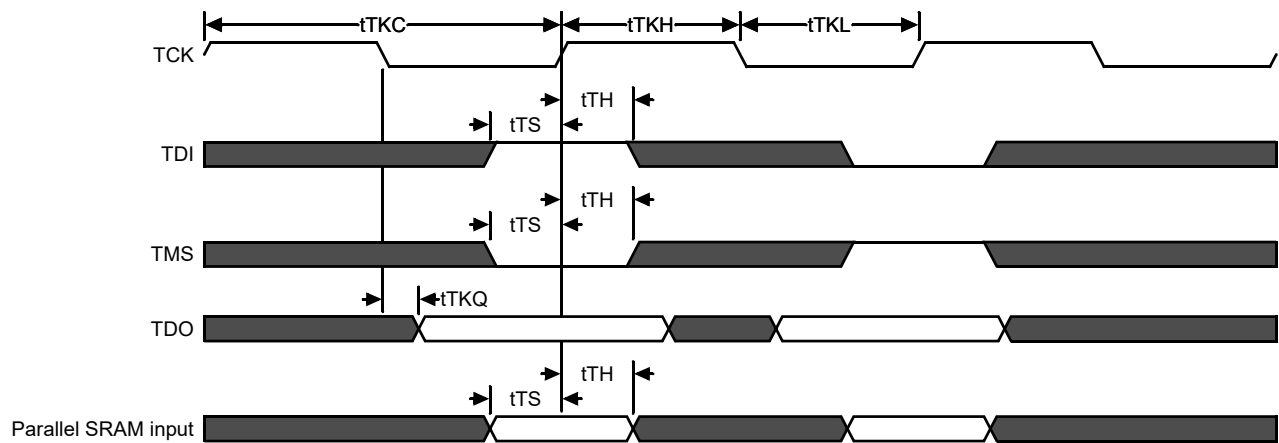 tTKC tTKH tTKL
TCK
tTH
tTS
TDI
tTH
tTS
TMS
tTKQ
TDO
tTH
tTS
Parallel SRAM input